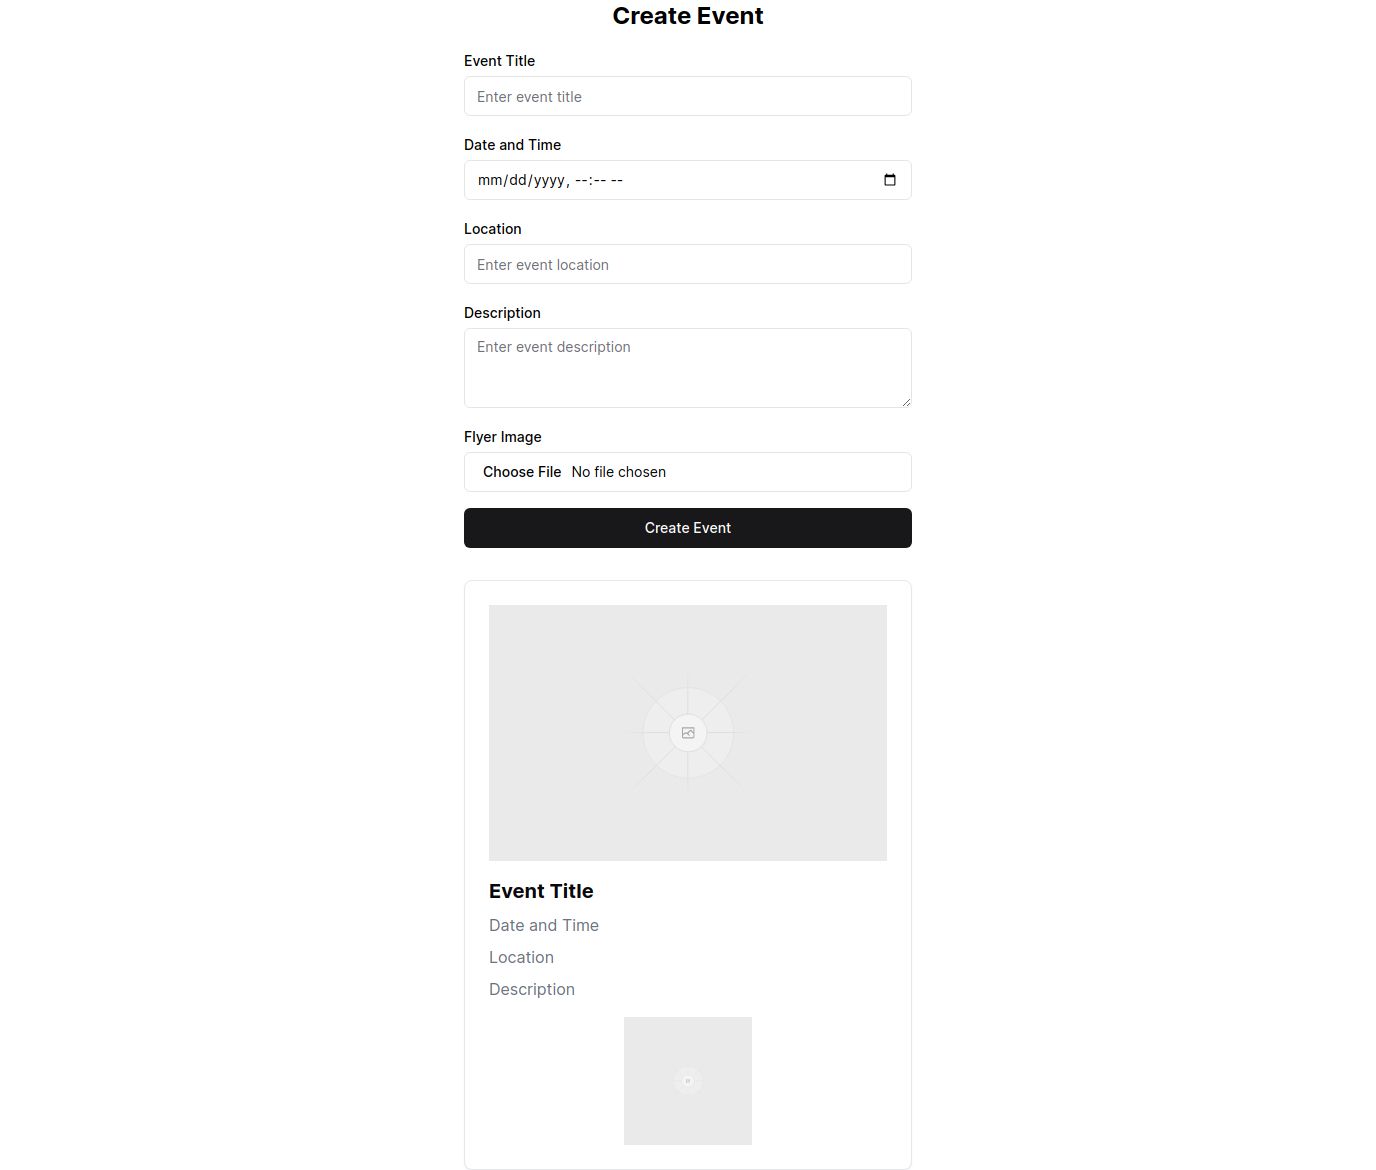 Create Event
Event Title
Enter event title
Date and Time
mm/dd/yyyy, --:-- --
Location
Enter event location
Description
Enter event description
Flyer Image
Choose File No file chosen
Create Event
Event Title
Date and Time
Location
Description